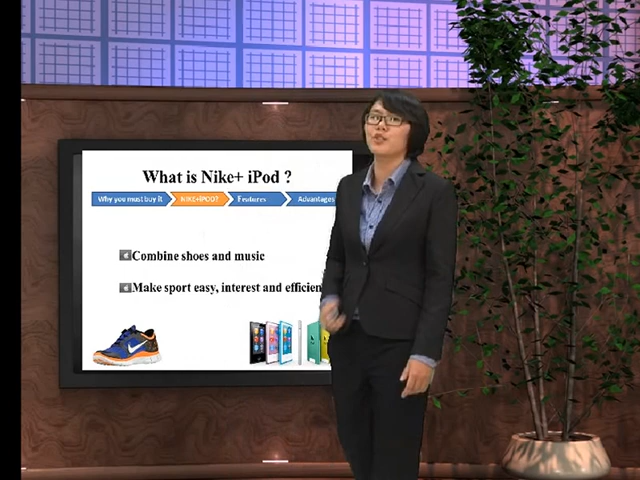 What is Nike+ iPod ?
Why you must buy it NIKE+iPOD? Features Advantages
Combine shoes and music
Make sport easy, interest and efficien